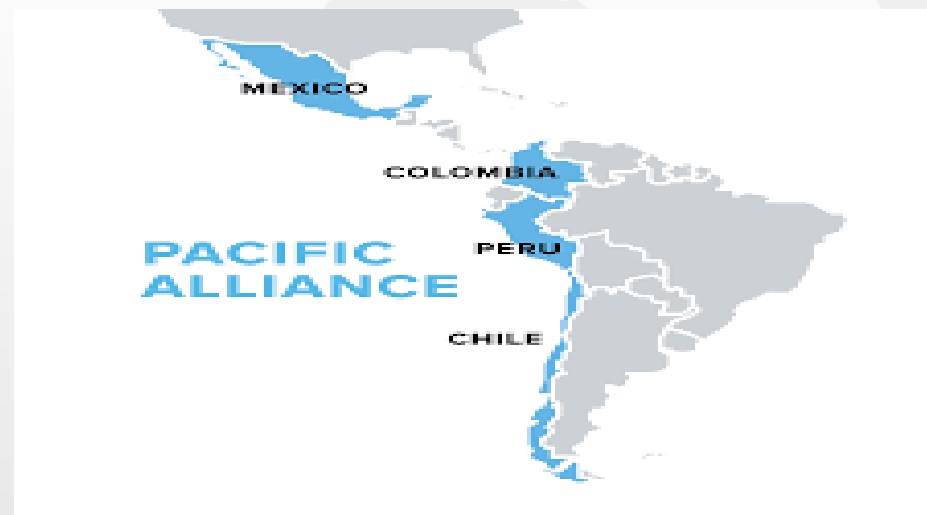 MEXICO
COLOMBIA
PACIFIC
ALLIANCE
PERU
CHILE